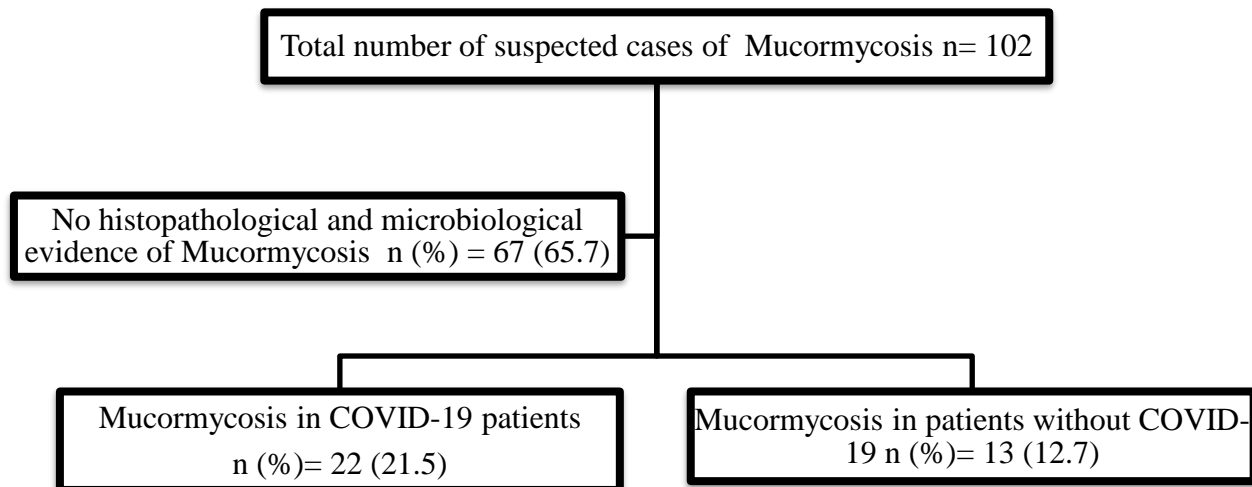 Total number of suspected cases of  Mucormycosis n= 102
No histopathological and microbiological
evidence of Mucormycosis  n (%) = 67 (65.7)
Mucormycosis in COVID-19 patients
n (%)= 22 (21.5)
Mucormycosis in patients without COVID-
19 n (%)= 13 (12.7)